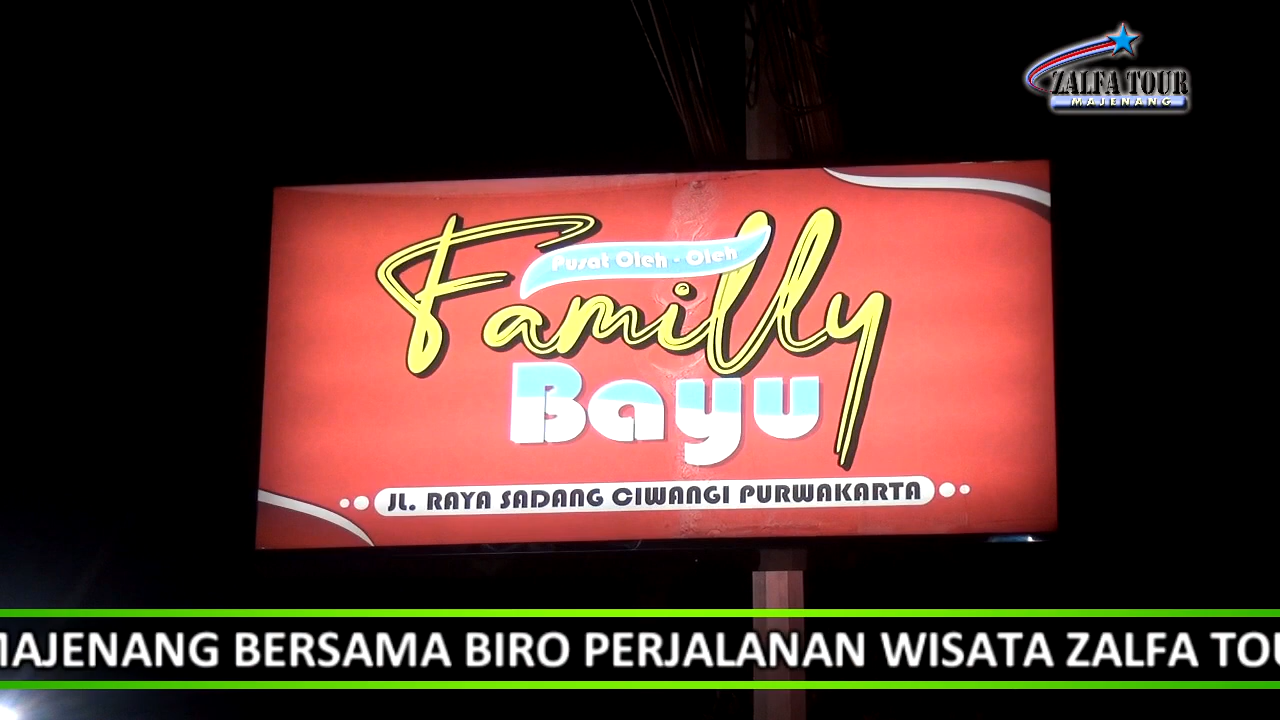 ZALFA TOUR
MAJENANG
Pusat Oleh - Oleh
Familly
Bayu
JL. RAYA SADANG CIWANGI PURWAKARTA
MAJENANG BERSAMA BIRO PERJALANAN WISATA ZALFA TOU